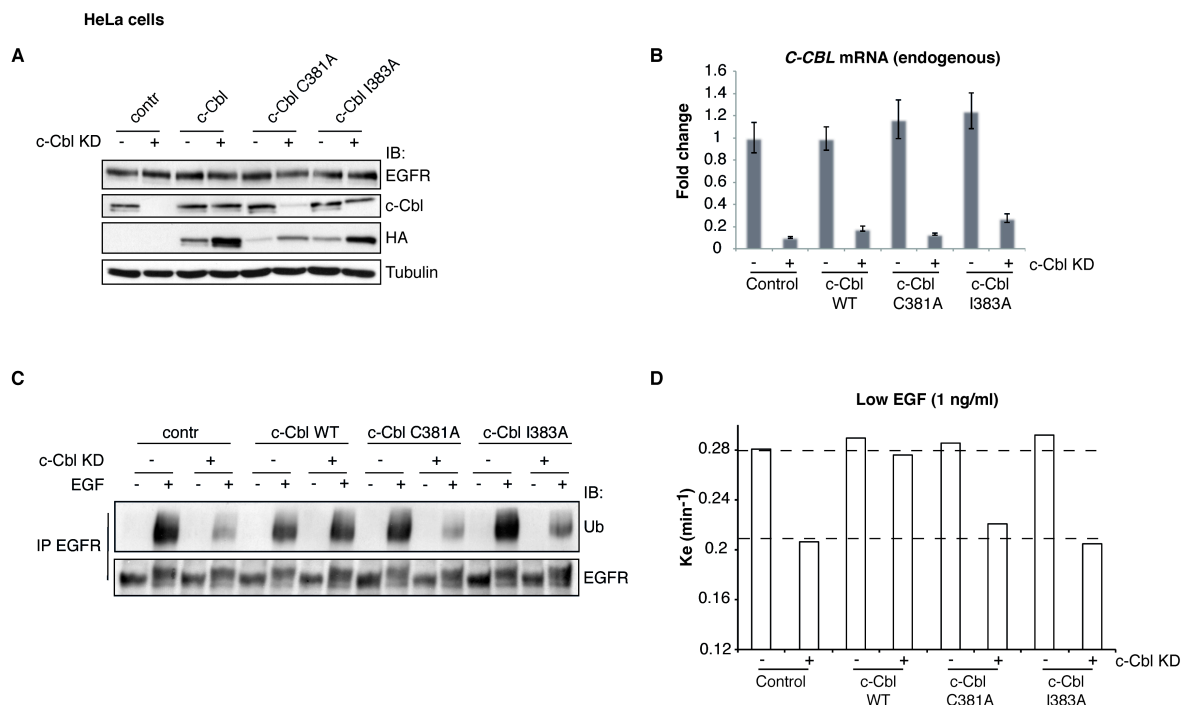 HeLa cells
A
contr
c-Cbl
c-Cbl C381A
c-Cbl I383A
c-Cbl KD - + - + - + - +
IB:
EGFR
c-Cbl
HA
Tubulin
B
C-CBL mRNA (endogenous)
Fold change
1.6
1.4
1.2
1
0.8
0.6
0.4
0.2
0
- + - + - + - + c-Cbl KD
Control c-Cbl c-Cbl c-Cbl
WT C381A I383A
C
contr c-Cbl WT c-Cbl C381A c-Cbl I383A
c-Cbl KD - + - + - + - +
EGF - + - + - + - + - + - + - + - +
IB:
Ub
IP EGFR
EGFR
D
Low EGF (1 ng/ml)
Ke (min-1)
0.28
0.24
0.2
0.16
0.12
- + - + - + - + c-Cbl KD
Control c-Cbl c-Cbl c-Cbl
WT C381A I383A